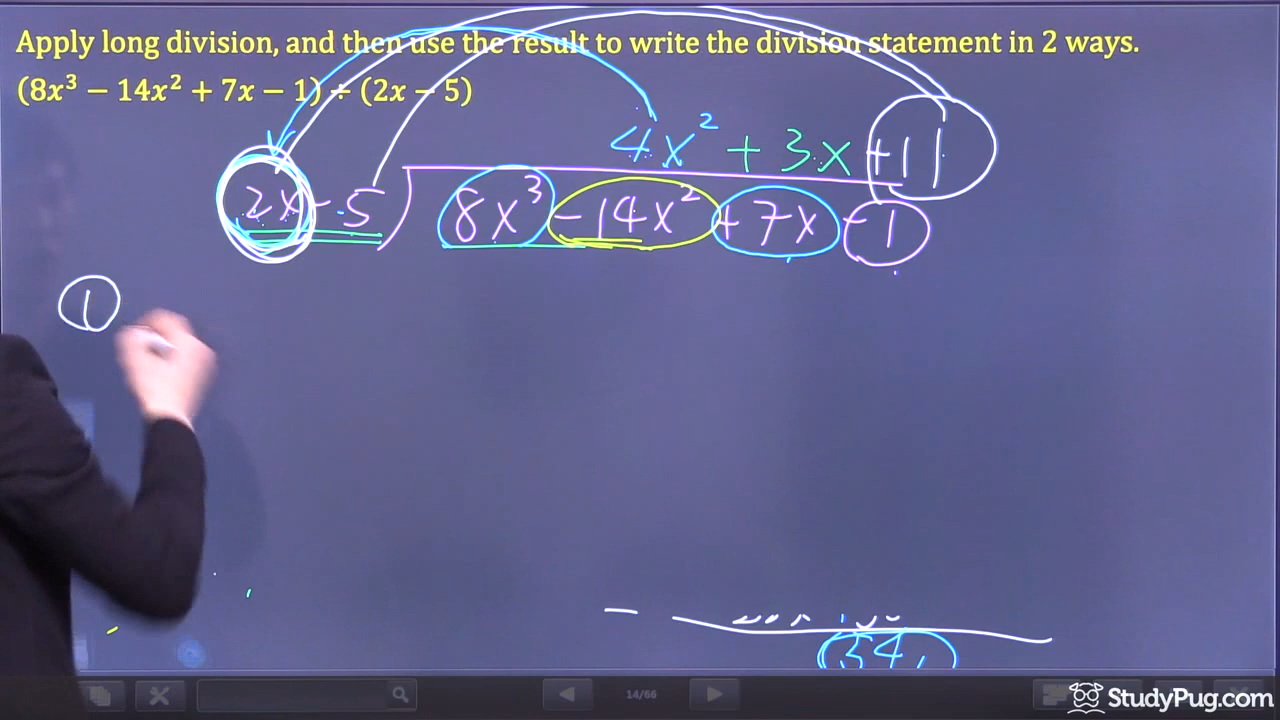 Apply long division, and then use the result to write the division statement in 2 ways.
(8x³ − 14x² + 7x − 1) ÷ (2x − 5)
4x² + 3x + 11
2x - 5 ) 8x³ - 14x² + 7x - 1
①
54
14/66
StudyPug.com